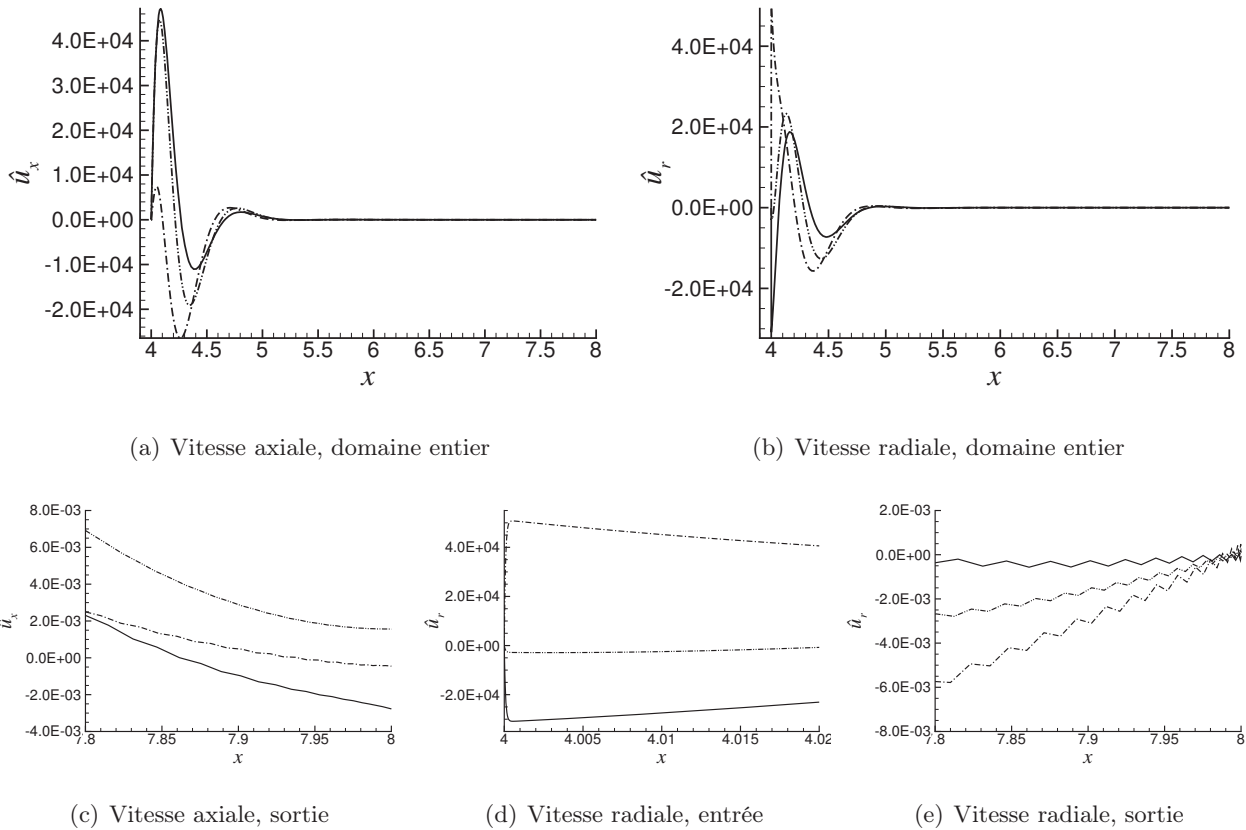 4.0E+04
3.0E+04
2.0E+04
1.0E+04
0.0E+00
-1.0E+04
-2.0E+04
û_x
4 4.5 5 5.5 6 6.5 7 7.5 8
x
4.0E+04
2.0E+04
0.0E+00
-2.0E+04
û_r
4 4.5 5 5.5 6 6.5 7 7.5 8
x
(a) Vitesse axiale, domaine entier
(b) Vitesse radiale, domaine entier
8.0E-03
6.0E-03
4.0E-03
2.0E-03
0.0E+00
-2.0E-03
-4.0E-03
û_x
7.8 7.85 7.9 7.95 8
x
4.0E+04
2.0E+04
0.0E+00
-2.0E+04
û_r
4 4.005 4.01 4.015 4.02
x
2.0E-03
0.0E+00
-2.0E-03
-4.0E-03
-6.0E-03
-8.0E-03
û_r
7.8 7.85 7.9 7.95 8
x
(c) Vitesse axiale, sortie
(d) Vitesse radiale, entrée
(e) Vitesse radiale, sortie